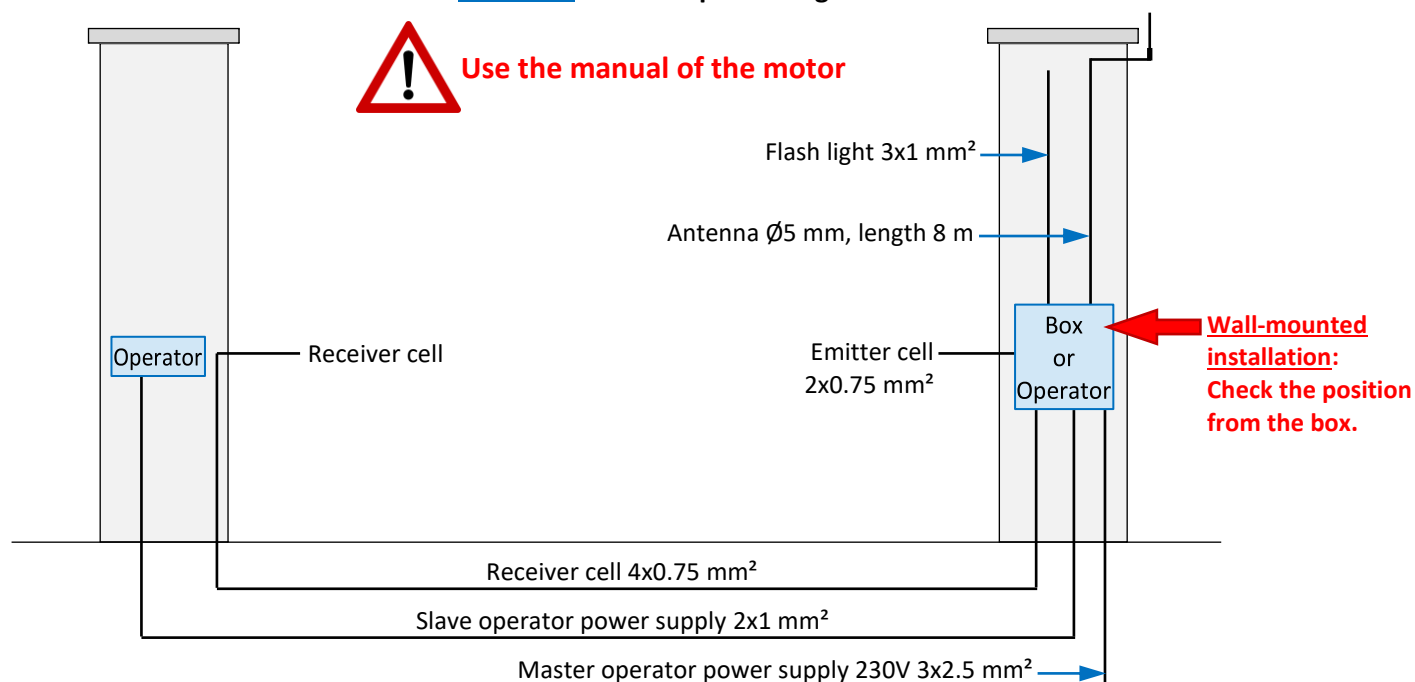 Use the manual of the motor
Flash light 3x1 mm²
Antenna Ø5 mm, length 8 m
Box
or
Operator
Wall-mounted
installation:
Check the position
from the box.
Operator
Receiver cell
Emitter cell
2x0.75 mm²
Receiver cell 4x0.75 mm²
Slave operator power supply 2x1 mm²
Master operator power supply 230V 3x2.5 mm²